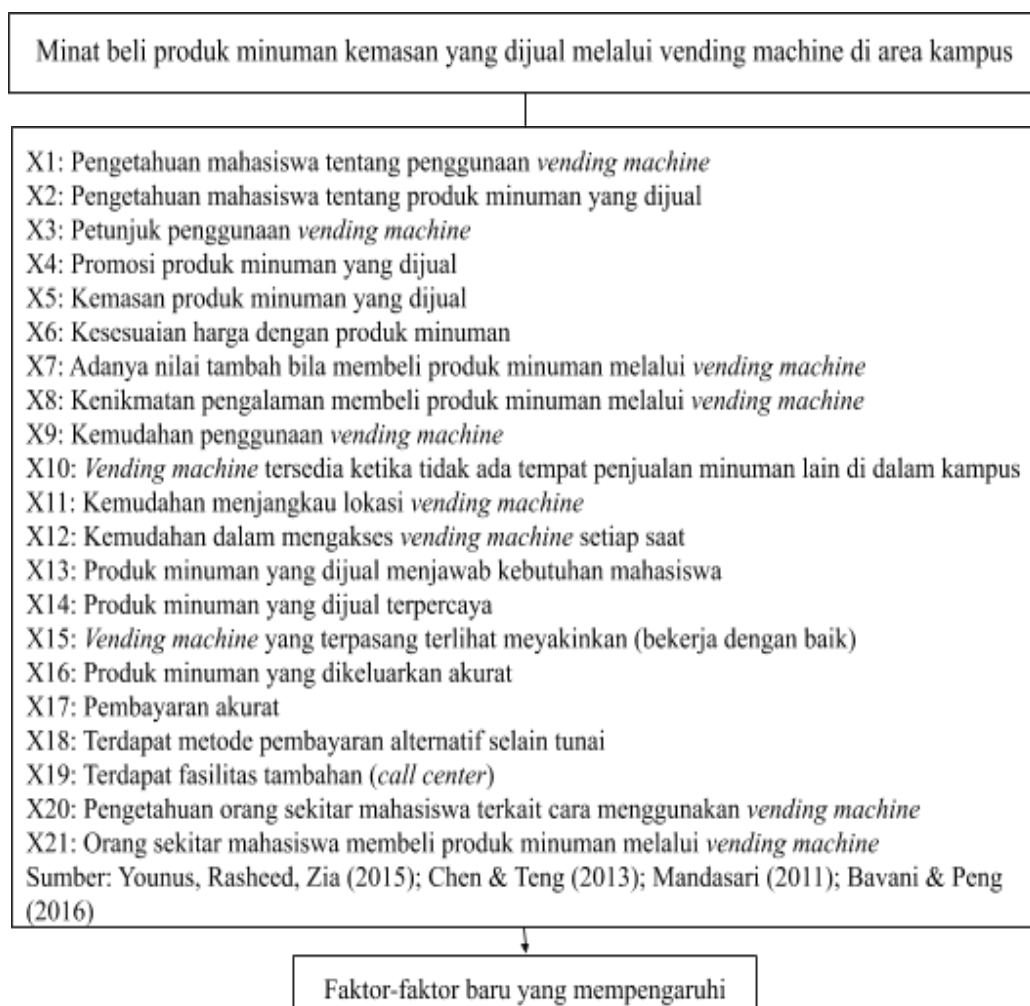 Minat beli produk minuman kemasan yang dijual melalui vending machine di area kampus
X1: Pengetahuan mahasiswa tentang penggunaan vending machine
X2: Pengetahuan mahasiswa tentang produk minuman yang dijual
X3: Petunjuk penggunaan vending machine
X4: Promosi produk minuman yang dijual
X5: Kemasan produk minuman yang dijual
X6: Kesesuaian harga dengan produk minuman
X7: Adanya nilai tambah bila membeli produk minuman melalui vending machine
X8: Kenikmatan pengalaman membeli produk minuman melalui vending machine
X9: Kemudahan penggunaan vending machine
X10: Vending machine tersedia ketika tidak ada tempat penjualan minuman lain di dalam kampus
X11: Kemudahan menjangkau lokasi vending machine
X12: Kemudahan dalam mengakses vending machine setiap saat
X13: Produk minuman yang dijual menjawab kebutuhan mahasiswa
X14: Produk minuman yang dijual terpercaya
X15: Vending machine yang terpasang terlihat meyakinkan (bekerja dengan baik)
X16: Produk minuman yang dikeluarkan akurat
X17: Pembayaran akurat
X18: Terdapat metode pembayaran alternatif selain tunai
X19: Terdapat fasilitas tambahan (call center)
X20: Pengetahuan orang sekitar mahasiswa terkait cara menggunakan vending machine
X21: Orang sekitar mahasiswa membeli produk minuman melalui vending machine
Sumber: Younus, Rasheed, Zia (2015); Chen & Teng (2013); Mandasari (2011); Bavani & Peng
(2016)
Faktor-faktor baru yang mempengaruhi